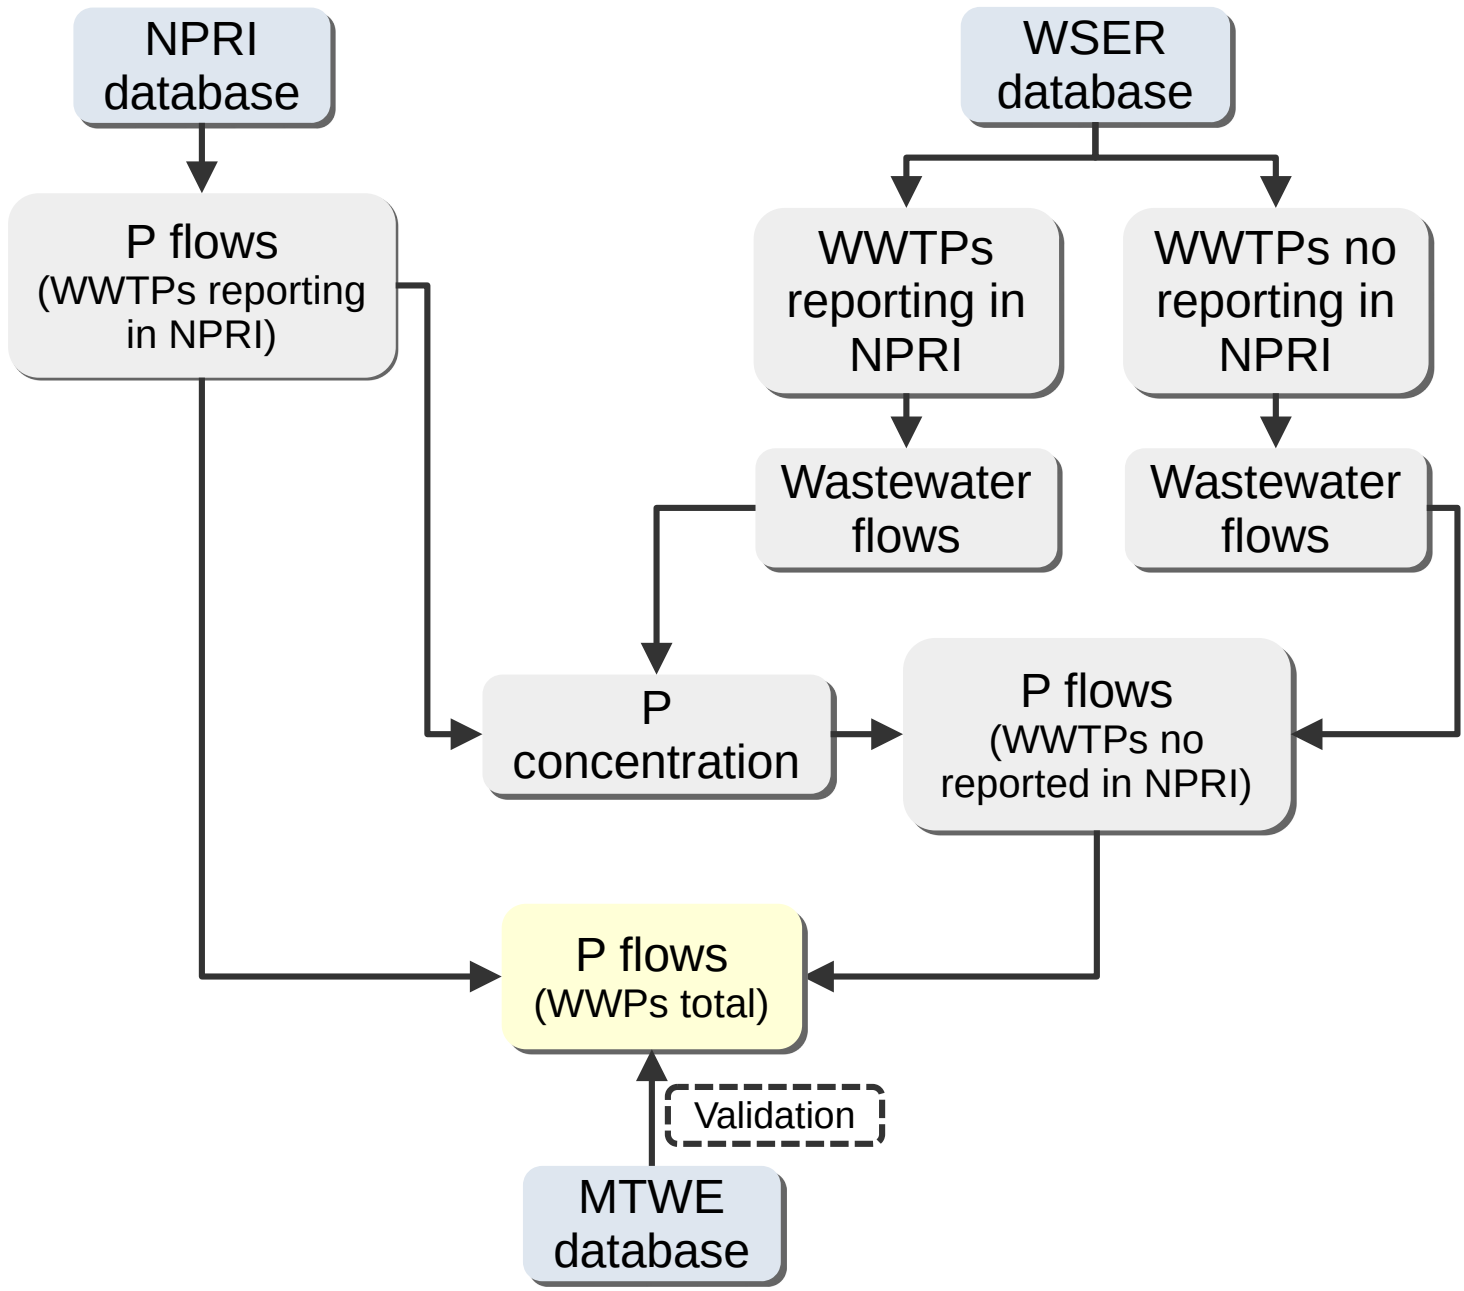 NPRI
database
WSER
database
P flows
(WWTPs reporting
in NPRI)
WWTPs
reporting in
NPRI
WWTPs no
reporting in
NPRI
Wastewater
flows
Wastewater
flows
P
concentration
P flows
(WWTPs no
reported in NPRI)
P flows
(WWPs total)
Validation
MTWE
database